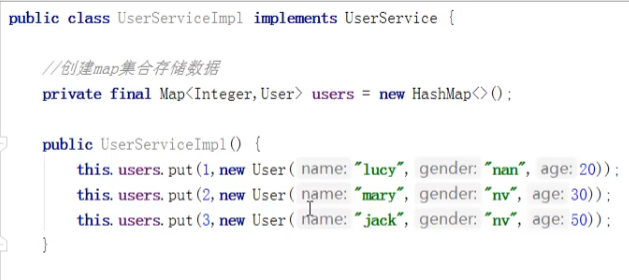 public class UserServiceImpl implements UserService {
//创建map集合存储数据
private final Map<Integer,User> users = new HashMap<>();
public UserServiceImpl() {
this.users.put(1,new User( name: "lucy", gender: "nan", age: 20));
this.users.put(2,new User( name: "mary", gender: "nv", age: 30));
this.users.put(3,new User( name: "jack", gender: "nv", age: 50));
}